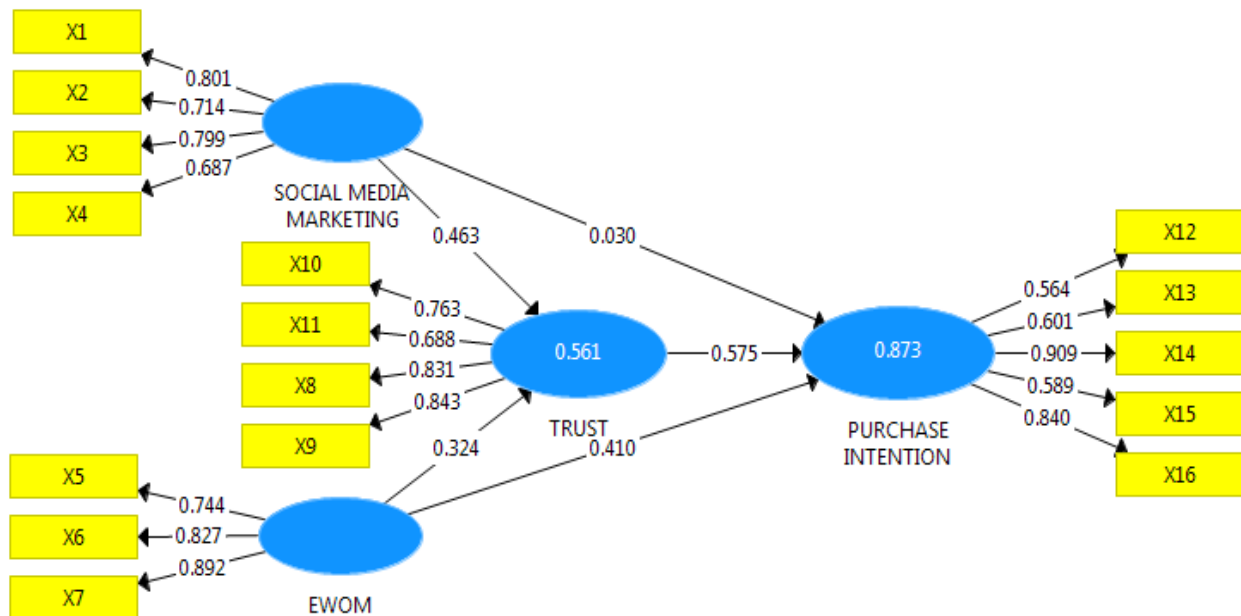 X1
X2
X3
X4
0.801
0.714
0.799
0.687
SOCIAL MEDIA
MARKETING
0.463
0.030
X10
X11
X8
X9
0.763
0.688
0.831
0.843
0.561
TRUST
0.575
0.324
0.410
0.873
PURCHASE
INTENTION
X12
X13
X14
X15
X16
0.564
0.601
0.909
0.589
0.840
X5
X6
X7
0.744
0.827
0.892
EWOM